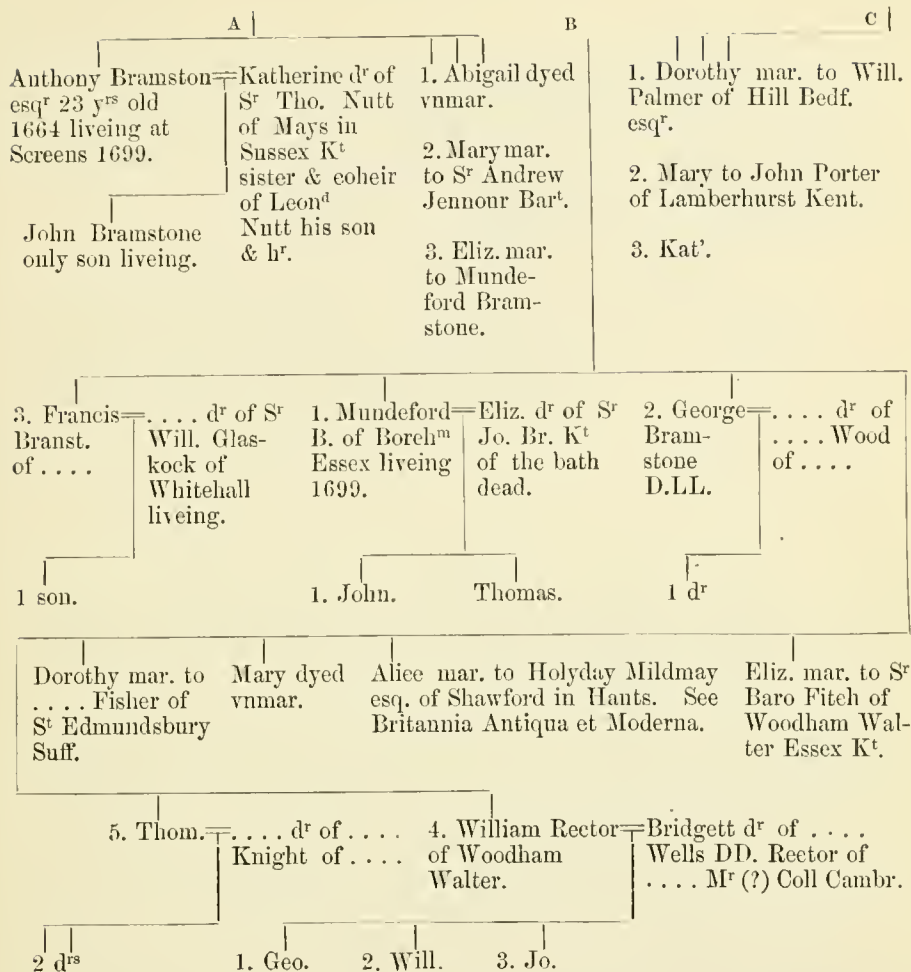 A B C
Anthony Bramston
esqʳ 23 yʳˢ old
1664 liveing at
Screens 1699.
Katherine dʳ of
Sʳ Tho. Nutt
of Mays in
Sussex Kᵗ
sister & coheir
of Leonᵈ
Nutt his son
& hʳ.
John Bramstone
only son liveing.
1. Abigail dyed
vnmar.
2. Mary mar.
to Sʳ Andrew
Jennour Barᵗ.
3. Eliz. mar.
to Munde-
ford Bram-
stone.
1. Dorothy mar. to Will.
Palmer of Hill Bedf.
esqʳ.
2. Mary to John Porter
of Lamberhurst Kent.
3. Kat'.
3. Francis
Branst.
of . . . .
. . . . dʳ of Sʳ
Will. Glas-
kock of
Whitehall
liveing.
1. Mundeford
B. of Borehᵐ
Essex liveing
1699.
Eliz. dʳ of Sʳ
Jo. Br. Kᵗ
of the bath
dead.
2. George
Bram-
stone
D.LL.
. . . . dʳ of
. . . . Wood
of . . . .
1 son.
1. John.
Thomas.
1 dʳ
Dorothy mar. to
. . . . Fisher of
Sᵗ Edmundsbury
Suff.
Mary dyed
vnmar.
Alice mar. to Holyday Mildmay
esq. of Shawford in Hants. See
Britannia Antiqua et Moderna.
Eliz. mar. to Sʳ
Baro Fitch of
Woodham Wal-
ter Essex Kᵗ.
5. Thom.
. . . . dʳ of . . . .
Knight of . . . .
4. William Rector
of Woodham
Walter.
Bridgett dʳ of . . . .
Wells DD. Rector of
. . . . Mʳ (?) Coll Cambr.
2 dʳˢ
1. Geo.
2. Will.
3. Jo.